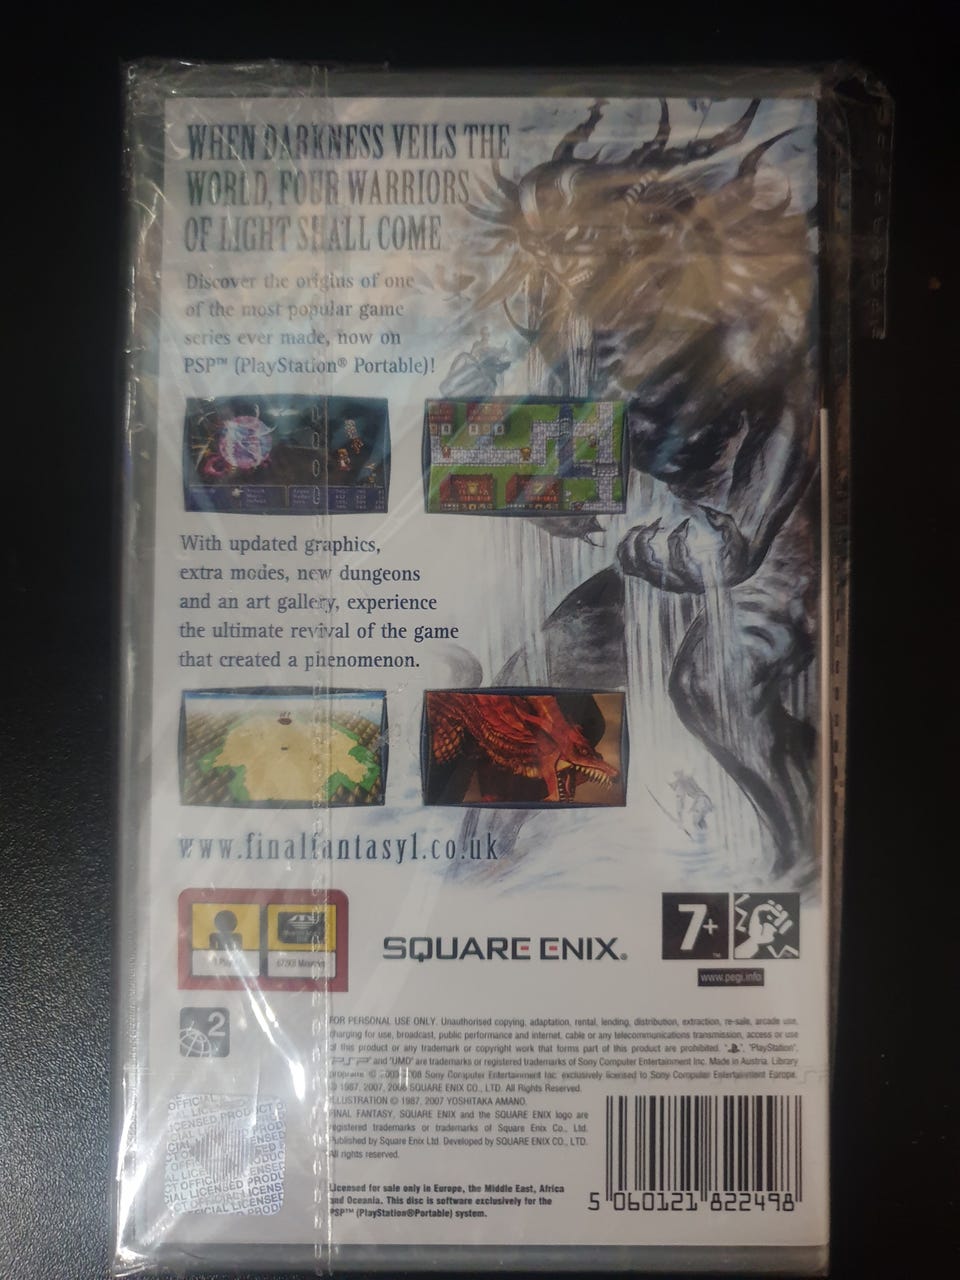 WHEN DARKNESS VEILS THE
WORLD, FOUR WARRIORS
OF LIGHT SHALL COME
Discover the origins of one
of the most popular game
series ever made, now on
PSP™ (PlayStation® Portable)!
With updated graphics,
extra modes, new dungeons
and an art gallery, experience
the ultimate revival of the game
that created a phenomenon.
www.finalfantasy1.co.uk
SQUARE ENIX®
7+
™
www.pegi.info
2
FOR PERSONAL USE ONLY. Unauthorised copying, adaptation, rental, lending, distribution, extraction, re-sale, arcade use,
charging for use, broadcast, public performance and internet, cable or any telecommunications transmission, access or use
of this product or any trademark or copyright work that forms part of this product are prohibited. " ", "PlayStation",
"PSP" and "UMD" are trademarks or registered trademarks of Sony Computer Entertainment Inc. Made in Austria. Library
programs © 2003-2008 Sony Computer Entertainment Inc. exclusively licensed to Sony Computer Entertainment Europe.
© 1987, 2007, 2008 SQUARE ENIX CO., LTD. All Rights Reserved.
ILLUSTRATION © 1987, 2007 YOSHITAKA AMANO.
FINAL FANTASY, SQUARE ENIX and the SQUARE ENIX logo are
registered trademarks or trademarks of Square Enix Co., Ltd.
Published by Square Enix Ltd. Developed by SQUARE ENIX CO., LTD.
All rights reserved.
OFFICIAL LICENSED PRODUCT
Licensed for sale only in Europe, the Middle East, Africa
and Oceania. This disc is software exclusively for the
PSP™ (PlayStation®Portable) system.
5 060121 822498